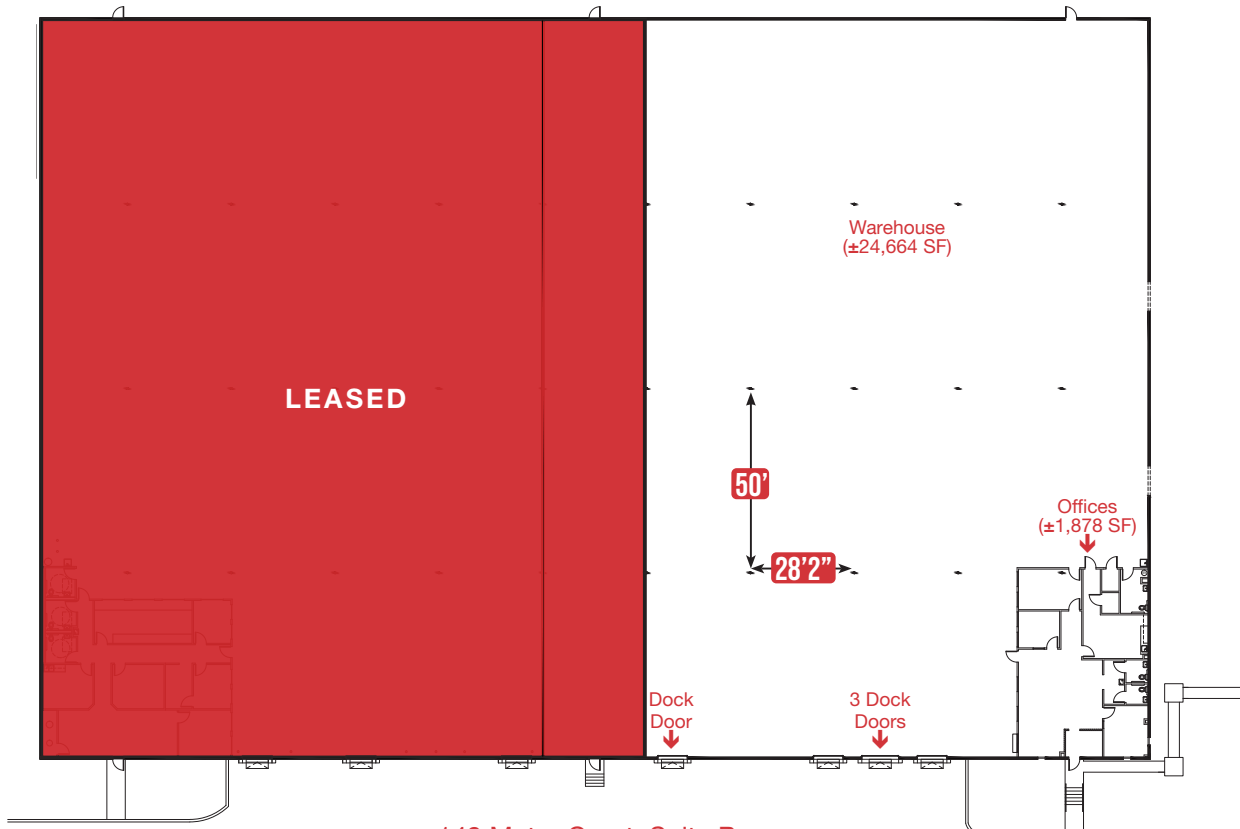 Warehouse
(±24,664 SF)
LEASED
50'
Offices
(±1,878 SF)
28'2”
Dock
Door
3 Dock
Doors